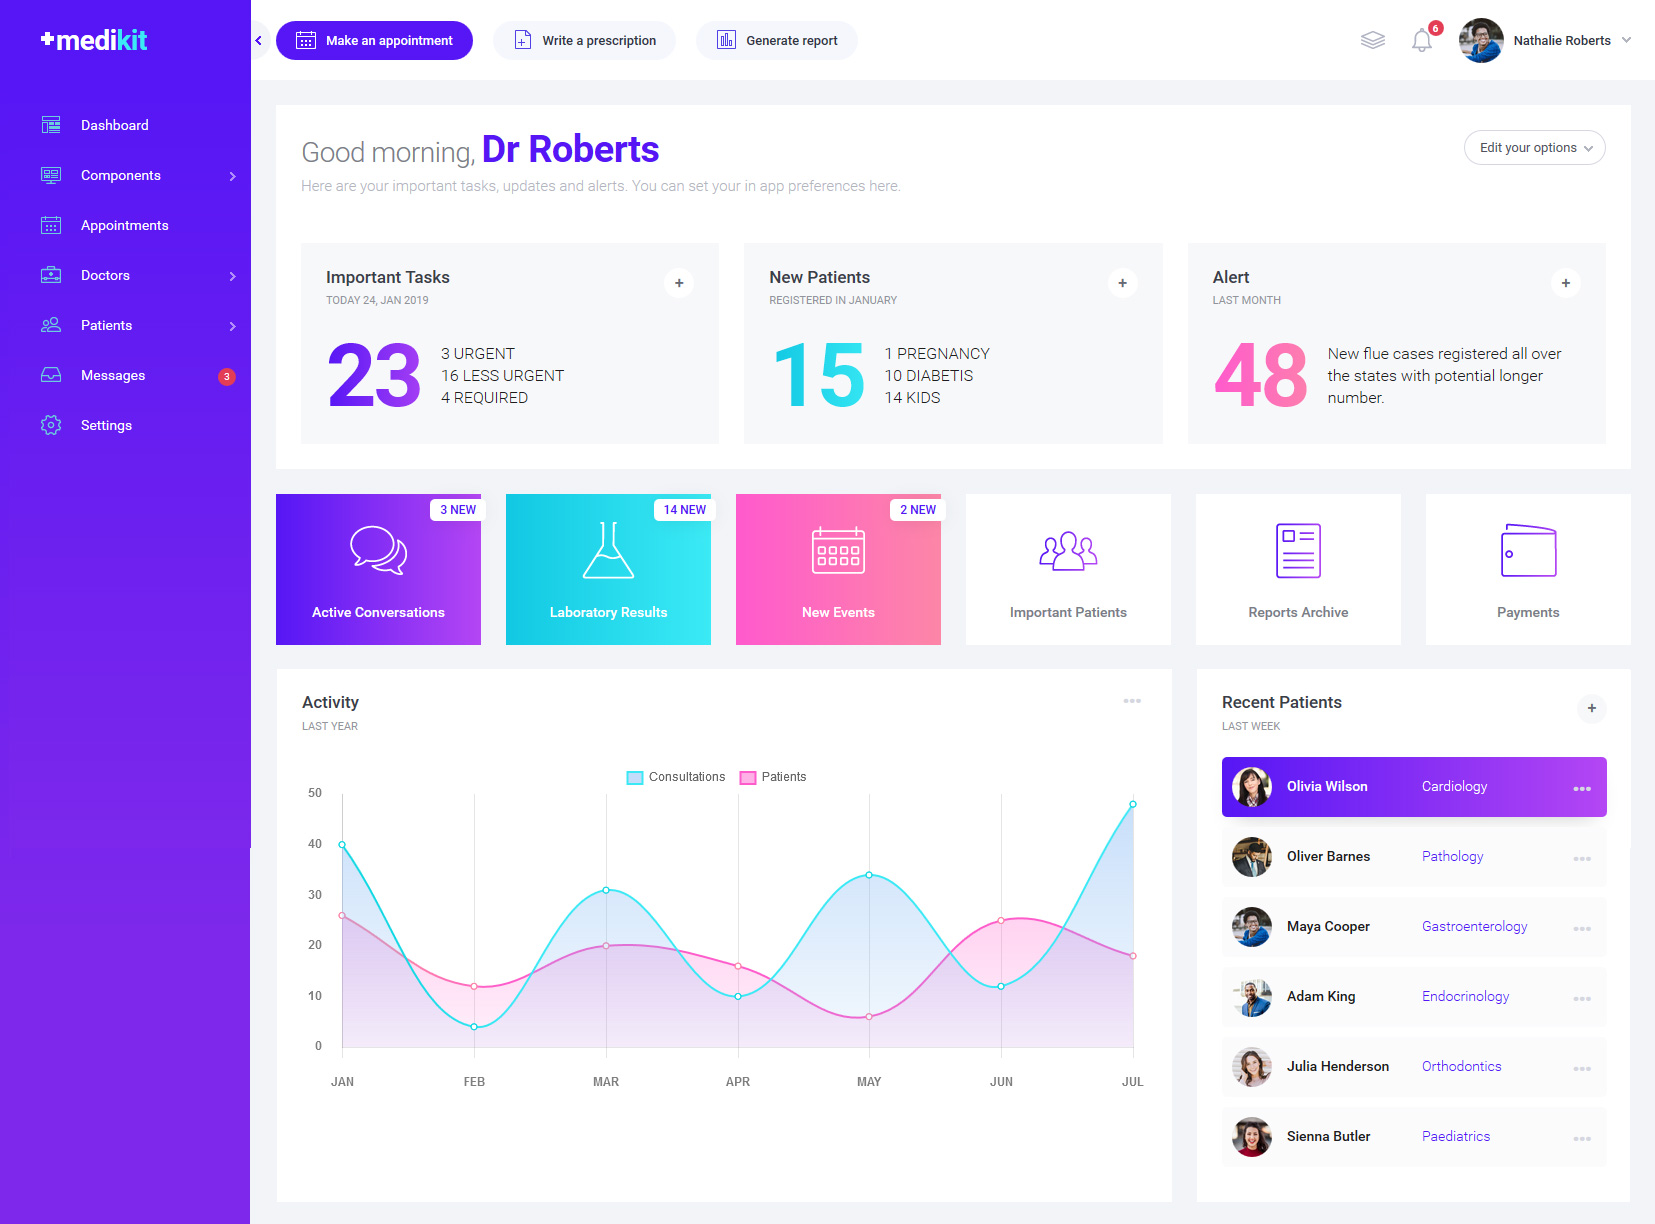 medikit
Make an appointment
Write a prescription
Generate report
6
Nathalie Roberts
Dashboard
Components
Appointments
Doctors
Patients
Messages
3
Settings
Good morning, Dr Roberts
Edit your options
Here are your important tasks, updates and alerts. You can set your in app preferences here.
Important Tasks
+
TODAY 24, JAN 2019
23
3 URGENT
16 LESS URGENT
4 REQUIRED
New Patients
+
REGISTERED IN JANUARY
15
1 PREGNANCY
10 DIABETIS
14 KIDS
Alert
+
LAST MONTH
48
New flue cases registered all over
the states with potential longer
number.
3 NEW
Active Conversations
14 NEW
Laboratory Results
2 NEW
New Events
Important Patients
Reports Archive
Payments
Activity
LAST YEAR
Consultations
Patients
50
40
30
20
10
0
JAN
FEB
MAR
APR
MAY
JUN
JUL
Recent Patients
+
LAST WEEK
Olivia Wilson Cardiology
Oliver Barnes Pathology
Maya Cooper Gastroenterology
Adam King Endocrinology
Julia Henderson Orthodontics
Sienna Butler Paediatrics